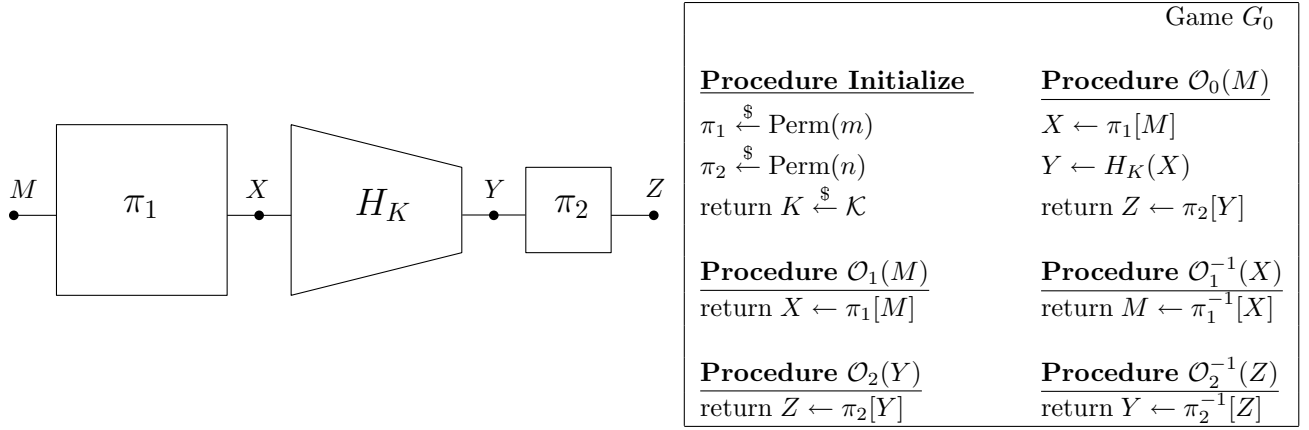 M
π₁
X
H_K
Y
π₂
Z
Game G₀
Procedure Initialize
π₁ ←$ Perm(m)
π₂ ←$ Perm(n)
return K ←$ 𝒦
Procedure 𝒪₀(M)
X ← π₁[M]
Y ← H_K(X)
return Z ← π₂[Y]
Procedure 𝒪₁(M)
return X ← π₁[M]
Procedure 𝒪₁⁻¹(X)
return M ← π₁⁻¹[X]
Procedure 𝒪₂(Y)
return Z ← π₂[Y]
Procedure 𝒪₂⁻¹(Z)
return Y ← π₂⁻¹[Z]